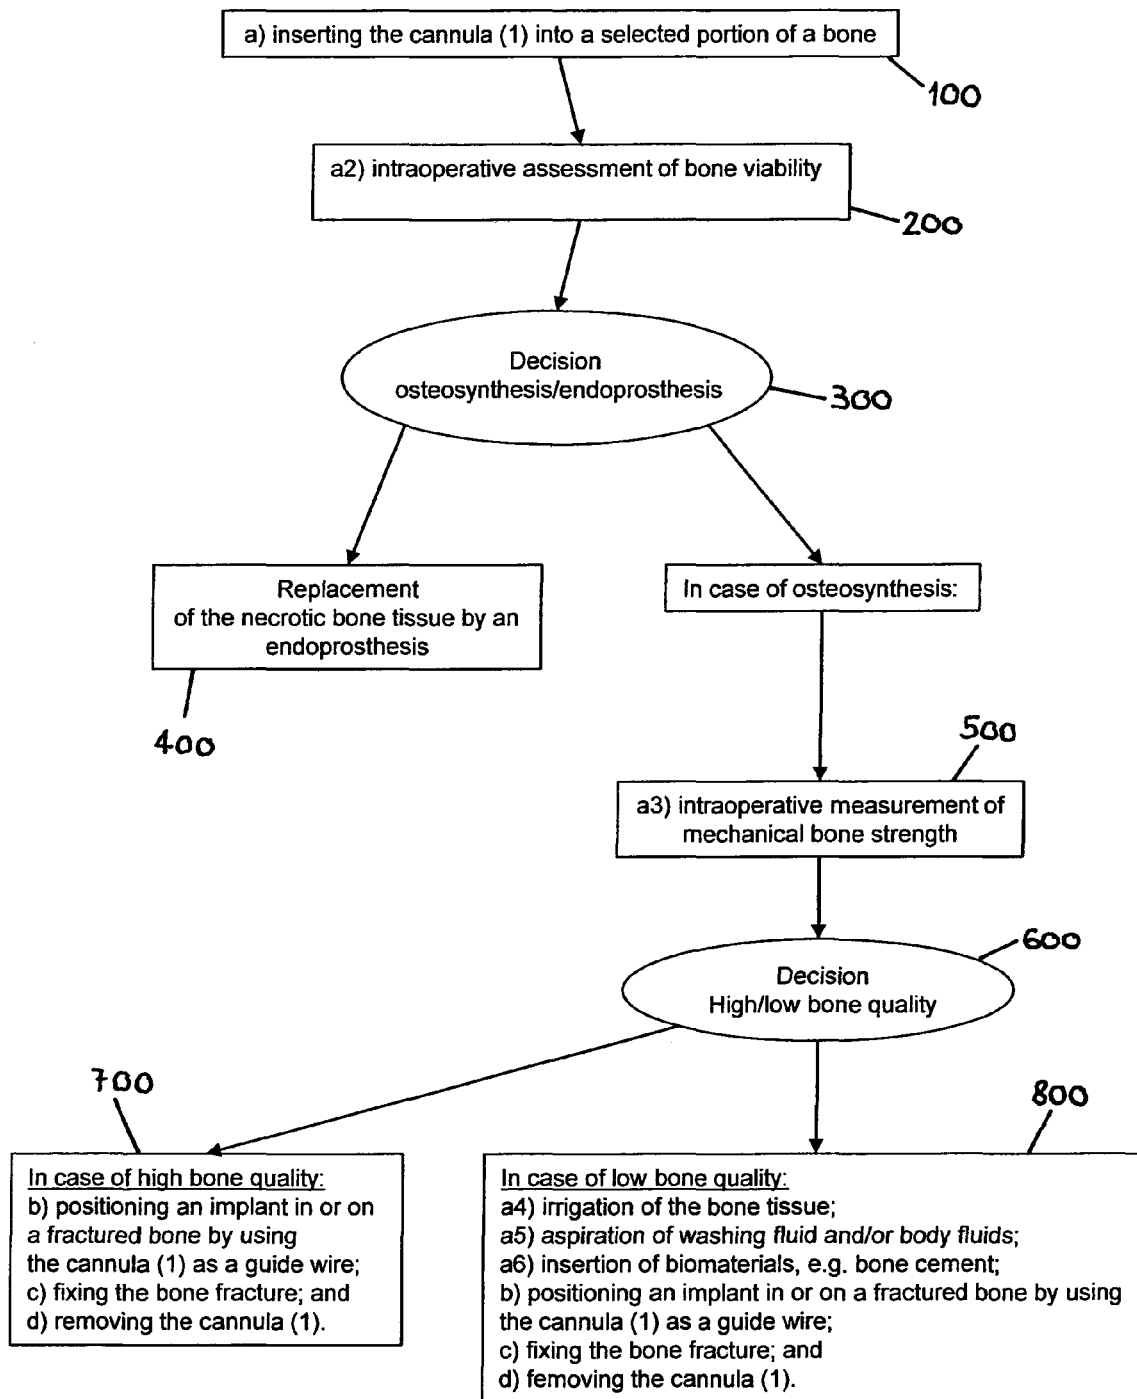 a) inserting the cannula (1) into a selected portion of a bone
100
a2) intraoperative assessment of bone viability
200
Decision
osteosynthesis/endoprosthesis
300
Replacement
of the necrotic bone tissue by an
endoprosthesis
400
In case of osteosynthesis:
500
a3) intraoperative measurement of
mechanical bone strength
600
Decision
High/low bone quality
700
In case of high bone quality:
b) positioning an implant in or on
a fractured bone by using
the cannula (1) as a guide wire;
c) fixing the bone fracture; and
d) removing the cannula (1).
800
In case of low bone quality:
a4) irrigation of the bone tissue;
a5) aspiration of washing fluid and/or body fluids;
a6) insertion of biomaterials, e.g. bone cement;
b) positioning an implant in or on a fractured bone by using
the cannula (1) as a guide wire;
c) fixing the bone fracture; and
d) femoving the cannula (1).